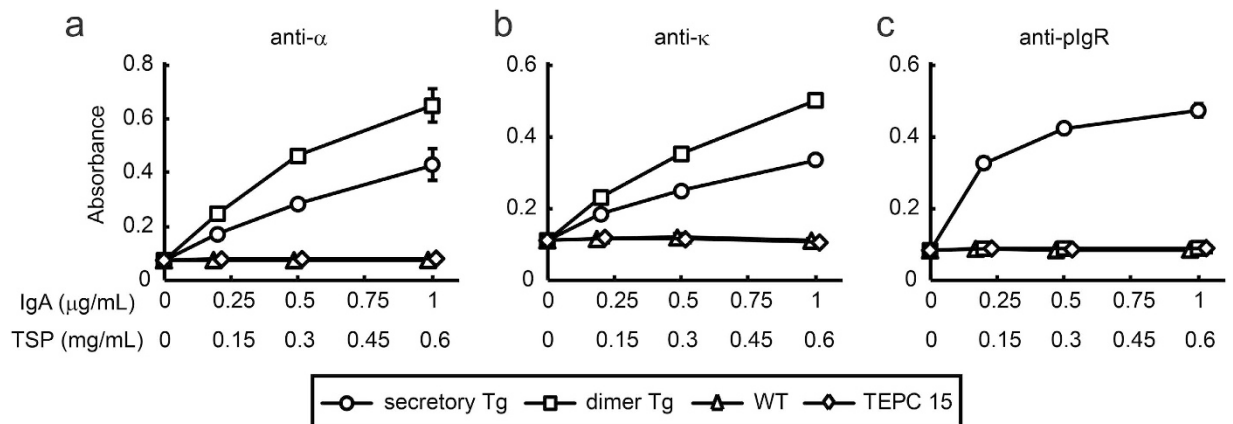 a anti-α
b anti-κ
c anti-pIgR
Absorbance
0.8
0.6
0.4
0.2
0
0.6
0.4
0.2
0
0.6
0.4
0.2
0
IgA (μg/mL) 0 0.25 0.5 0.75 1 0 0.25 0.5 0.75 1 0 0.25 0.5 0.75 1
TSP (mg/mL) 0 0.15 0.3 0.45 0.6 0 0.15 0.3 0.45 0.6 0 0.15 0.3 0.45 0.6
secretory Tg dimer Tg WT TEPC 15